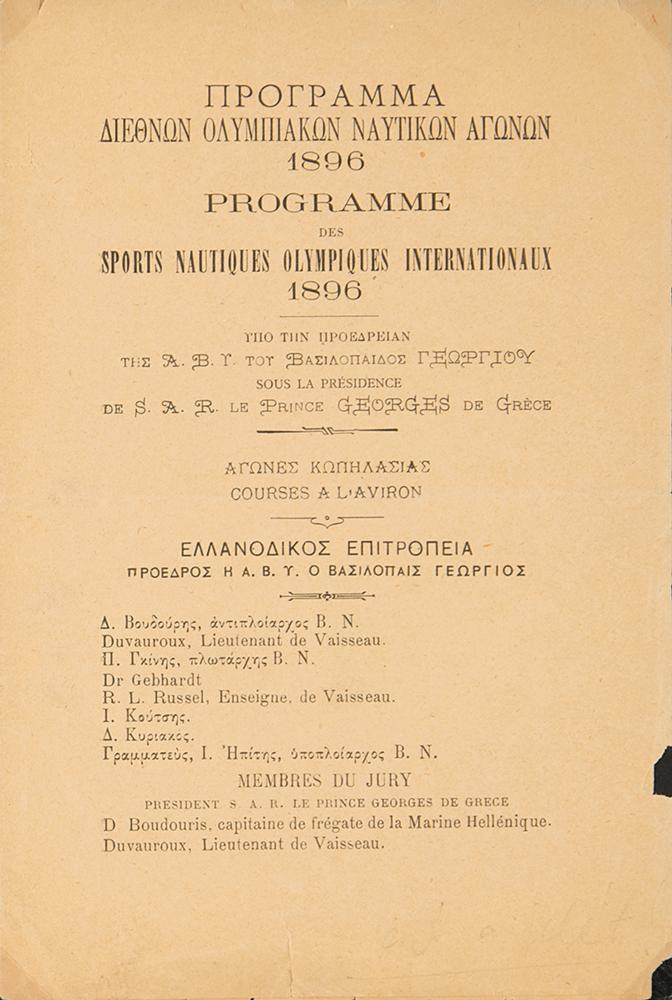 ΠΡΟΓΡΑΜΜΑ
ΔΙΕΘΝΩΝ ΟΛΥΜΠΙΑΚΩΝ ΝΑΥΤΙΚΩΝ ΑΓΩΝΩΝ
1896
PROGRAMME
DES
SPORTS NAUTIQUES OLYMPIQUES INTERNATIONAUX
1896
ΥΠΟ ΤΗΝ ΠΡΟΕΔΡΕΙΑΝ
ΤΗΣ Α. Β. Υ. ΤΟΥ ΒΑΣΙΛΟΠΑΙΔΟΣ ΓΕΩΡΓΙΟΥ
SOUS LA PRÉSIDENCE
DE S. A. R. LE PRINCE GEORGES DE GRÈCE
ΑΓΩΝΕΣ ΚΩΠΗΛΑΣΙΑΣ
COURSES A L'AVIRON
ΕΛΛΑΝΟΔΙΚΟΣ ΕΠΙΤΡΟΠΕΙΑ
ΠΡΟΕΔΡΟΣ Η Α. Β. Υ. Ο ΒΑΣΙΛΟΠΑΙΣ ΓΕΩΡΓΙΟΣ
Δ. Βουδούρης, ἀντιπλοίαρχος Β. Ν.
Duvauroux, Lieutenant de Vaisseau.
Π. Γκίνης, πλωτάρχης Β. Ν.
Dr Gebhardt
R. L. Russel, Enseigne, de Vaisseau.
Ι. Κούτσης.
Δ. Κυριακός.
Γραμματεὺς, Ι. Ἠπίτης, ὑποπλοίαρχος Β. Ν.
MEMBRES DU JURY
PRESIDENT S. A. R. LE PRINCE GEORGES DE GRECE
D Boudouris, capitaine de frégate de la Marine Hellénique.
Duvauroux, Lieutenant de Vaisseau.